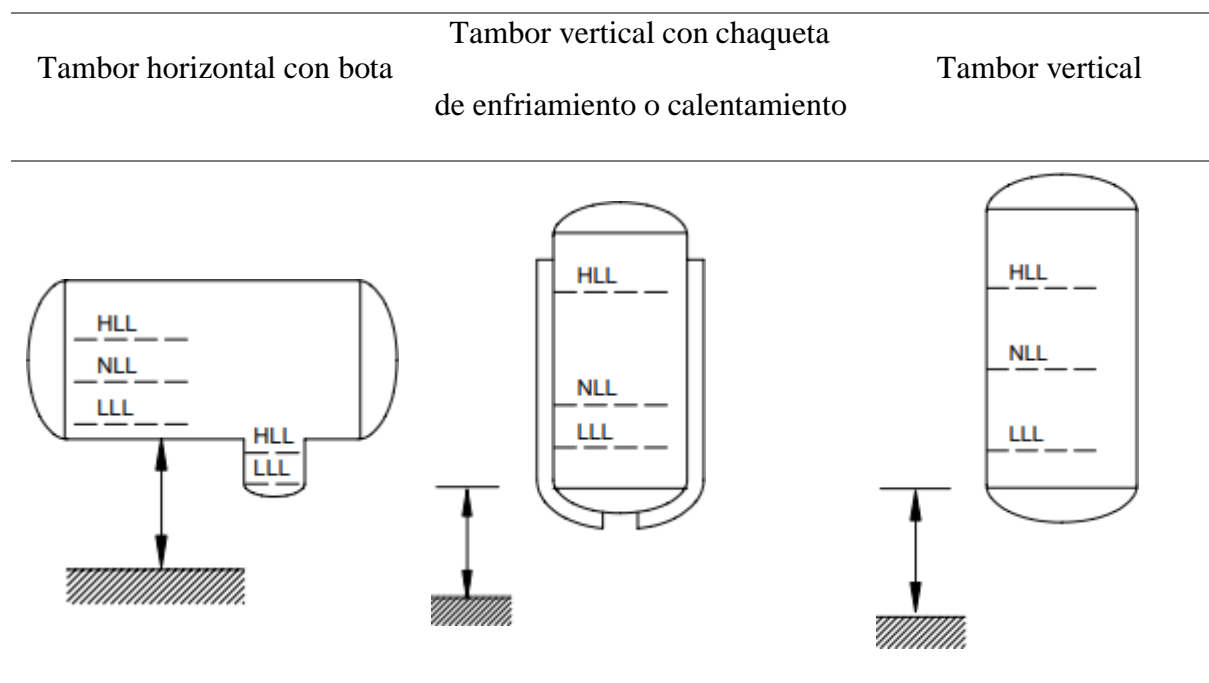 Tambor horizontal con bota
Tambor vertical con chaqueta
de enfriamiento o calentamiento
Tambor vertical
HLL
NLL
LLL
HLL
LLL
HLL
NLL
LLL
HLL
NLL
LLL